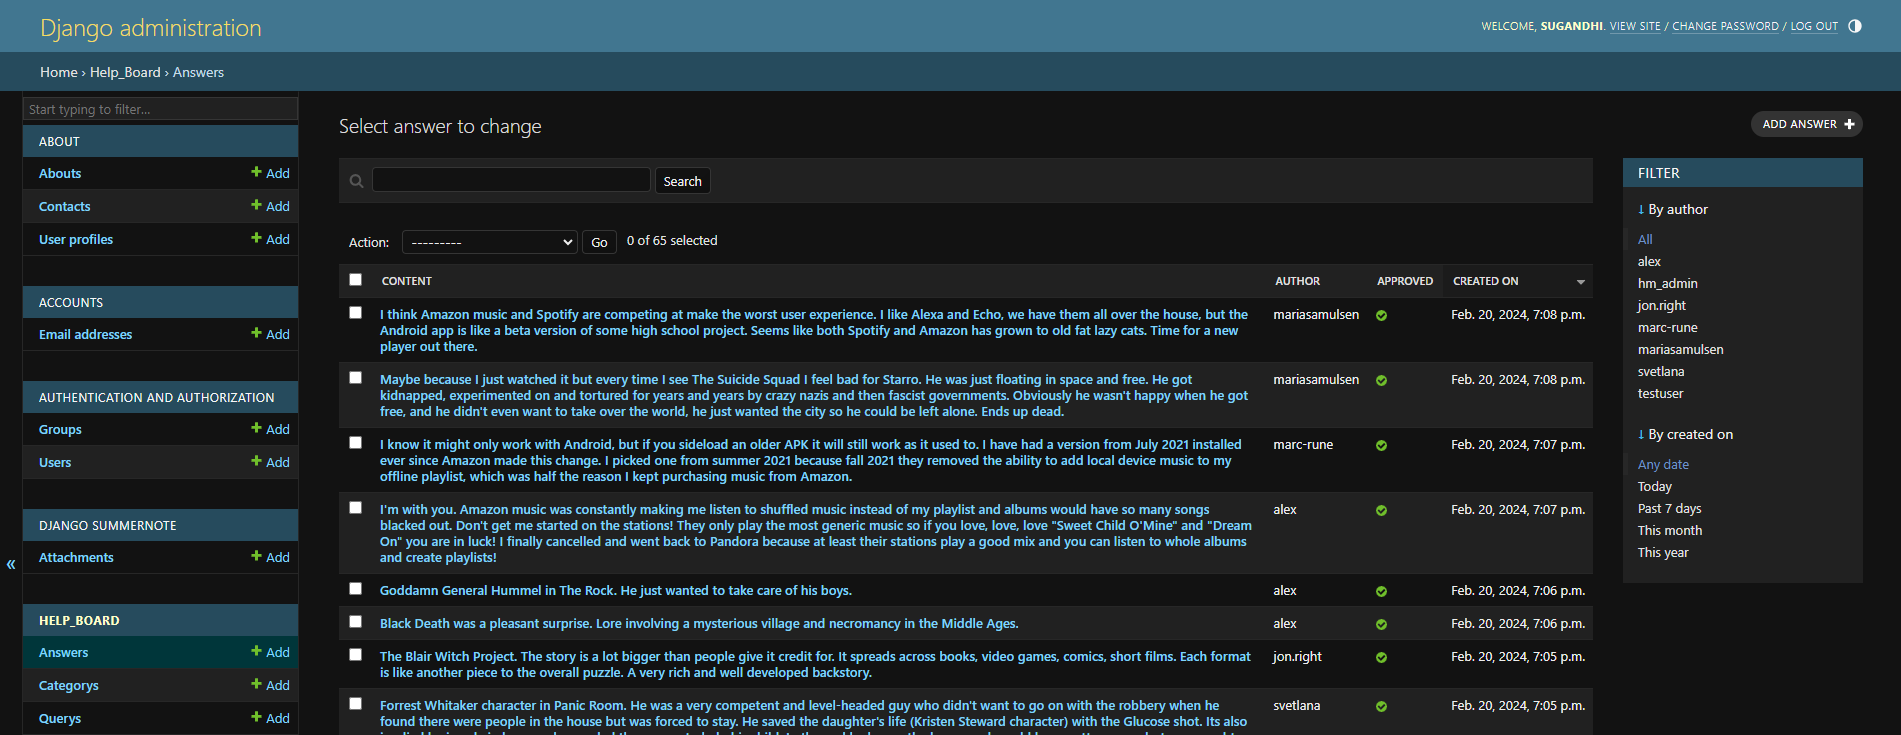 Django administration
WELCOME, SUGANDHI. VIEW SITE / CHANGE PASSWORD / LOG OUT
Home › Help_Board › Answers
Start typing to filter...
ABOUT
Abouts Add
Contacts Add
User profiles Add
ACCOUNTS
Email addresses Add
AUTHENTICATION AND AUTHORIZATION
Groups Add
Users Add
DJANGO SUMMERNOTE
Attachments Add
«
HELP_BOARD
Answers Add
Categorys Add
Querys Add
Select answer to change
ADD ANSWER
Search
Action: --------- Go 0 of 65 selected
CONTENT AUTHOR APPROVED CREATED ON
I think Amazon music and Spotify are competing at make the worst user experience. I like Alexa and Echo, we have them all over the house, but the
Android app is like a beta version of some high school project. Seems like both Spotify and Amazon has grown to old fat lazy cats. Time for a new
player out there.
mariasamulsen Feb. 20, 2024, 7:08 p.m.
Maybe because I just watched it but every time I see The Suicide Squad I feel bad for Starro. He was just floating in space and free. He got
kidnapped, experimented on and tortured for years and years by crazy nazis and then fascist governments. Obviously he wasn't happy when he got
free, and he didn't even want to take over the world, he just wanted the city so he could be left alone. Ends up dead.
mariasamulsen Feb. 20, 2024, 7:08 p.m.
I know it might only work with Android, but if you sideload an older APK it will still work as it used to. I have had a version from July 2021 installed
ever since Amazon made this change. I picked one from summer 2021 because fall 2021 they removed the ability to add local device music to my
offline playlist, which was half the reason I kept purchasing music from Amazon.
marc-rune Feb. 20, 2024, 7:07 p.m.
I'm with you. Amazon music was constantly making me listen to shuffled music instead of my playlist and albums would have so many songs
blacked out. Don't get me started on the stations! They only play the most generic music so if you love, love, love "Sweet Child O'Mine" and "Dream
On" you are in luck! I finally cancelled and went back to Pandora because at least their stations play a good mix and you can listen to whole albums
and create playlists!
alex Feb. 20, 2024, 7:07 p.m.
Goddamn General Hummel in The Rock. He just wanted to take care of his boys.
alex Feb. 20, 2024, 7:06 p.m.
Black Death was a pleasant surprise. Lore involving a mysterious village and necromancy in the Middle Ages.
alex Feb. 20, 2024, 7:06 p.m.
The Blair Witch Project. The story is a lot bigger than people give it credit for. It spreads across books, video games, comics, short films. Each format
is like another piece to the overall puzzle. A very rich and well developed backstory.
jon.right Feb. 20, 2024, 7:05 p.m.
Forrest Whitaker character in Panic Room. He was a very competent and level-headed guy who didn't want to go on with the robbery when he
found there were people in the house but was forced to stay. He saved the daughter's life (Kristen Steward character) with the Glucose shot. Its also
svetlana Feb. 20, 2024, 7:05 p.m.
FILTER
↓ By author
All
alex
hm_admin
jon.right
marc-rune
mariasamulsen
svetlana
testuser
↓ By created on
Any date
Today
Past 7 days
This month
This year